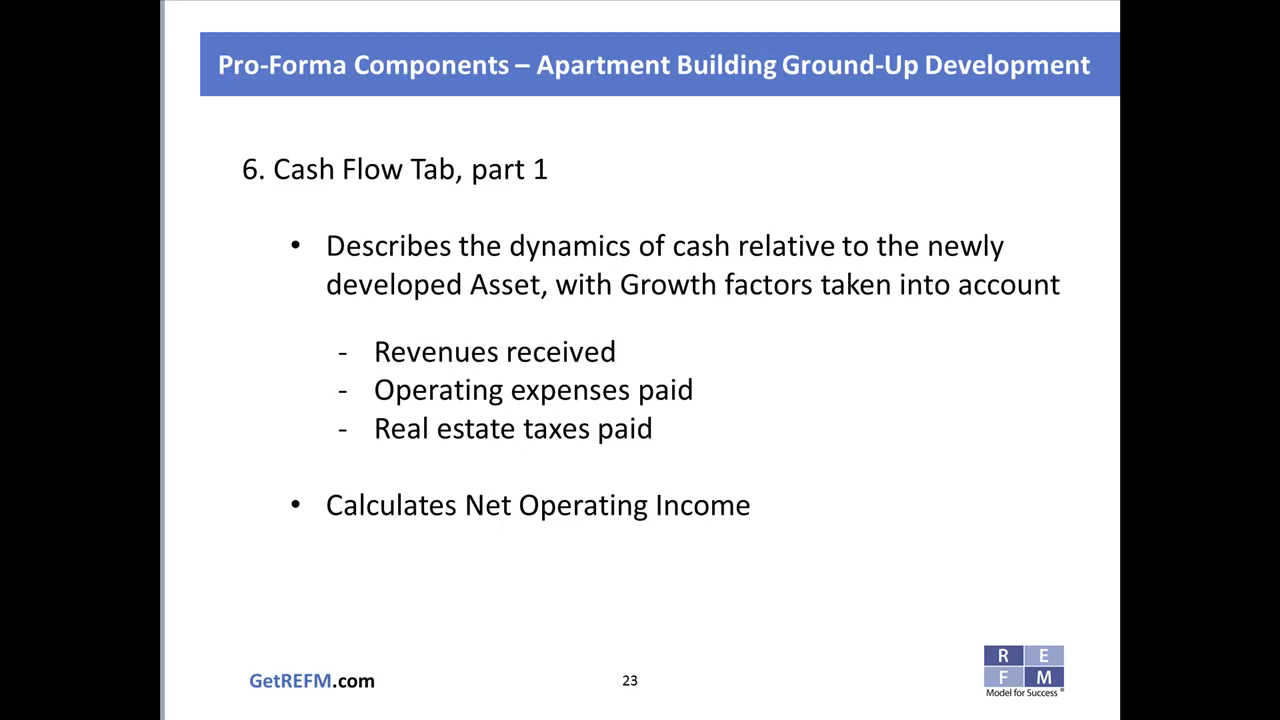 Pro-Forma Components – Apartment Building Ground-Up Development
6. Cash Flow Tab, part 1
• Describes the dynamics of cash relative to the newly
developed Asset, with Growth factors taken into account
- Revenues received
- Operating expenses paid
- Real estate taxes paid
• Calculates Net Operating Income
GetREFM.com
23
R E
F M
Model for Success ®